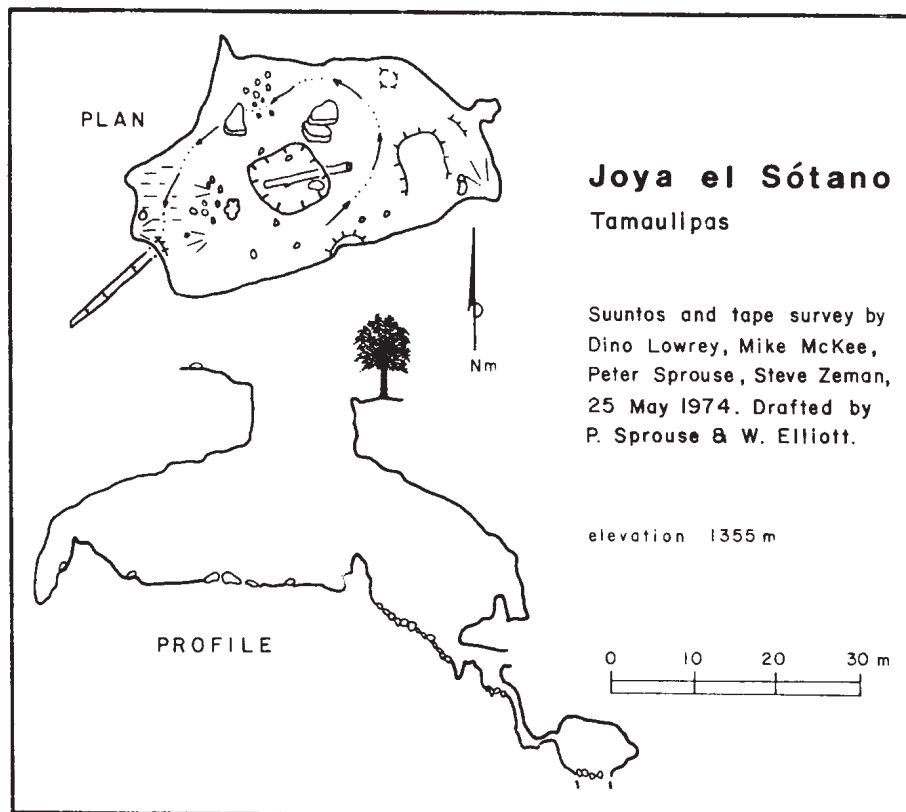 PLAN
Joya el Sótano
Tamaulipas
Nm
Suuntos and tape survey by
Dino Lowrey, Mike McKee,
Peter Sprouse, Steve Zeman,
25 May 1974. Drafted by
P. Sprouse & W. Elliott.
elevation 1355 m
PROFILE
0 10 20 30 m